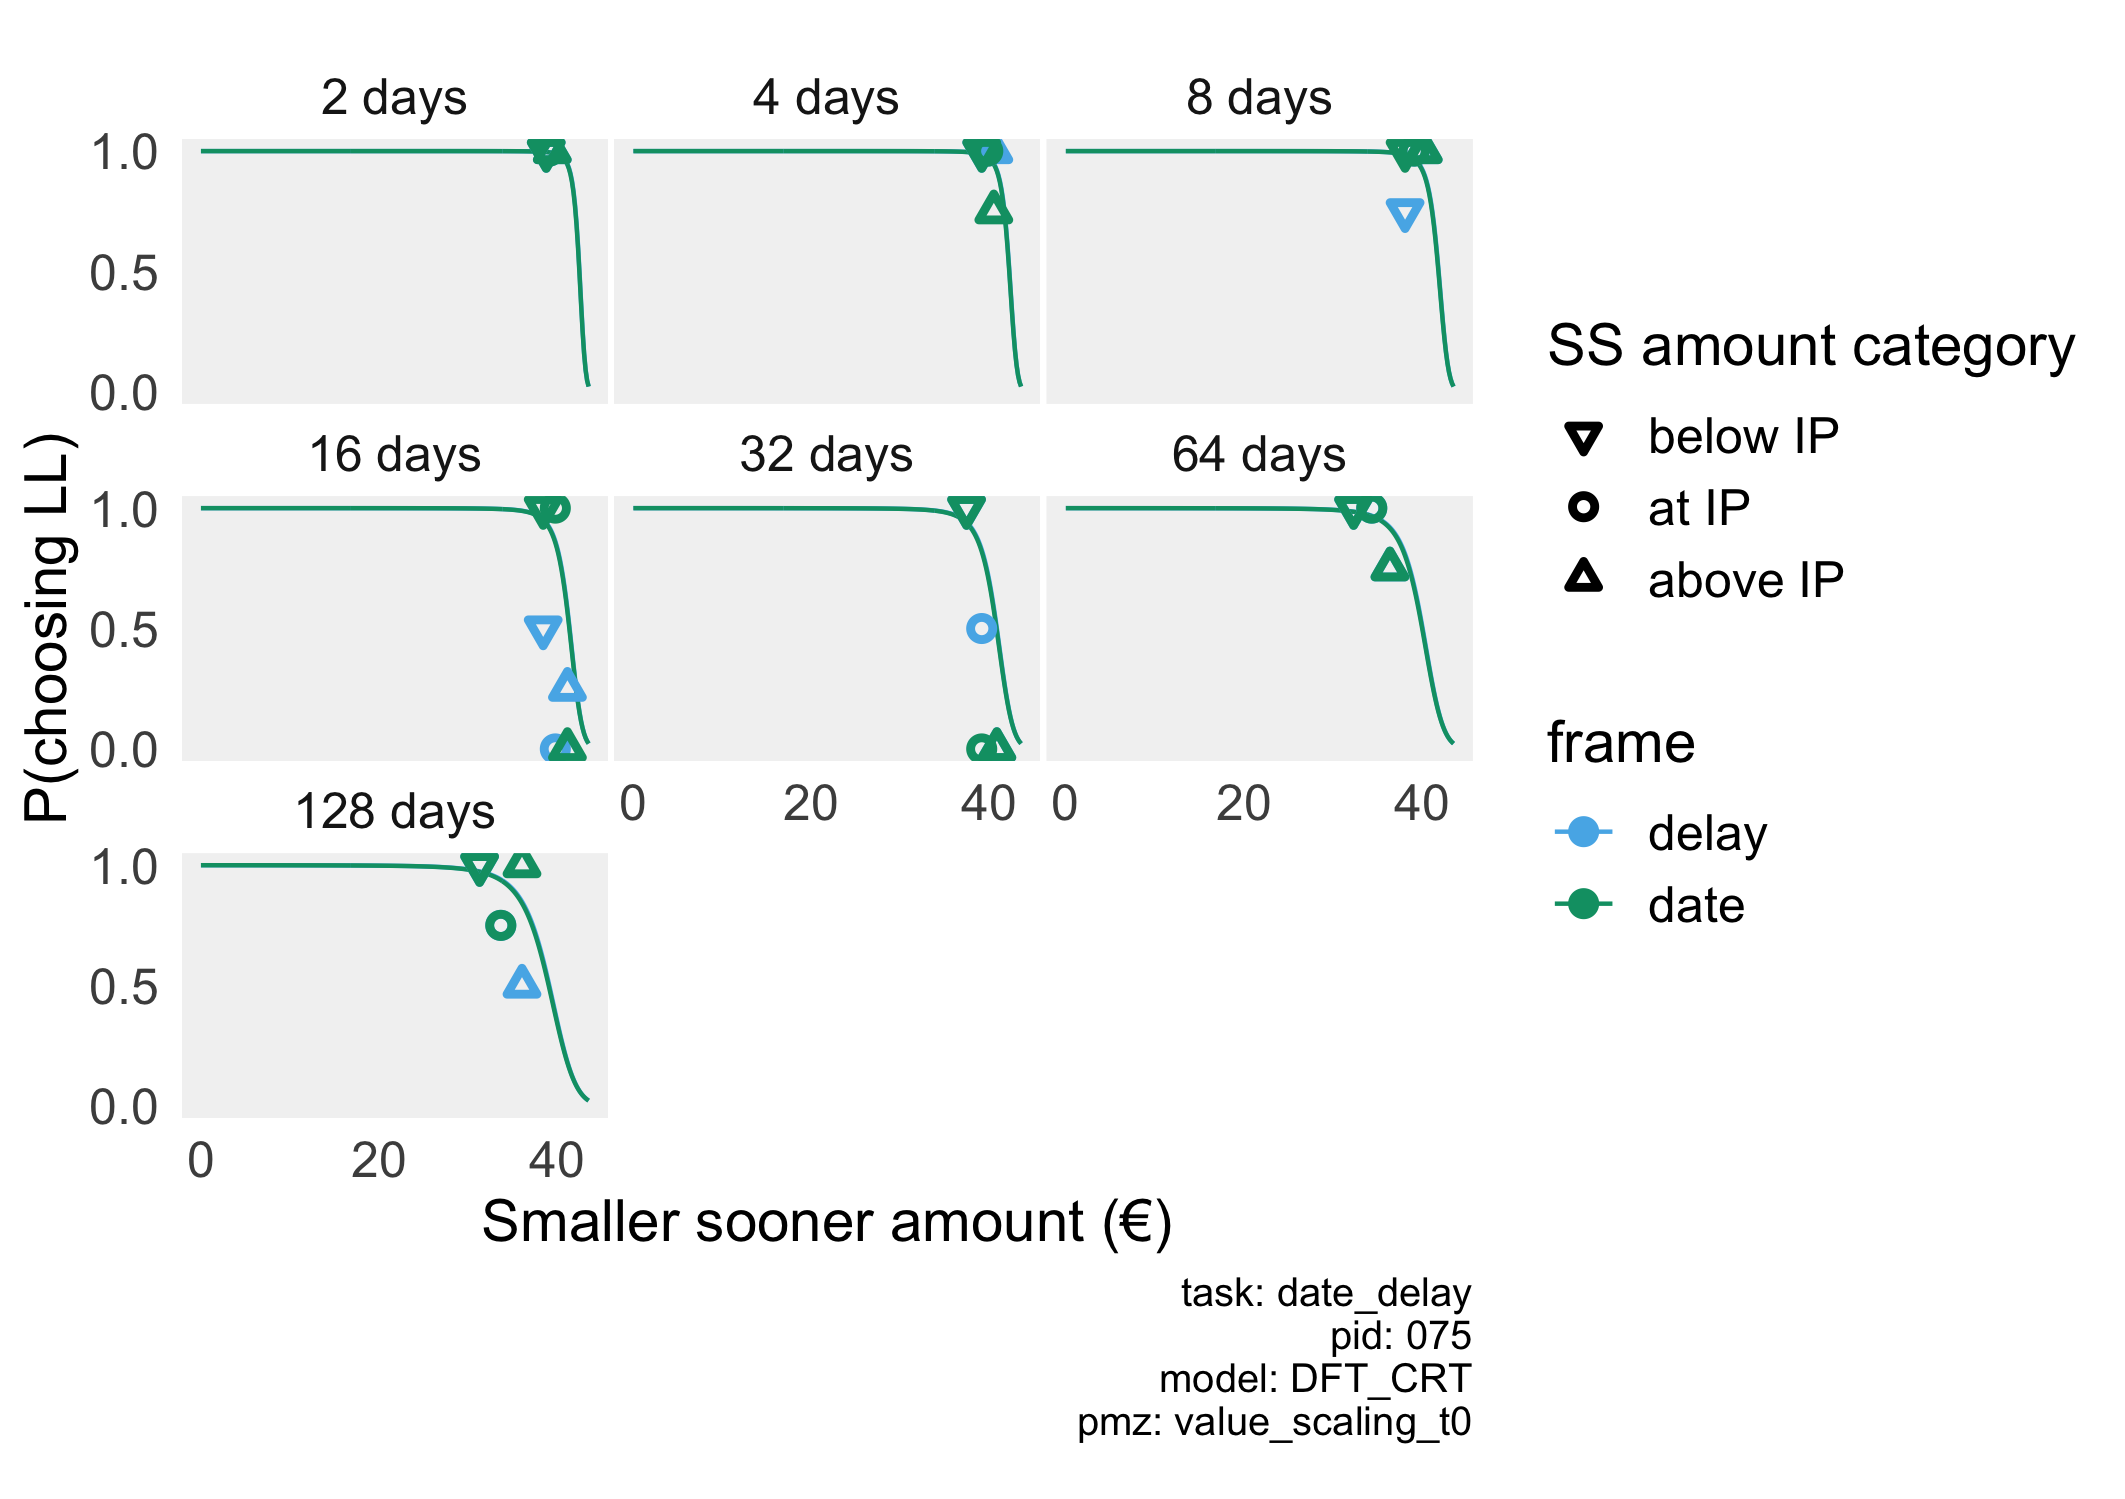 2 days
4 days
8 days
1.0
0.5
0.0
16 days
32 days
64 days
1.0
0.5
0.0
0
20
40
0
20
40
128 days
1.0
0.5
0.0
0
20
40
P(choosing LL)
Smaller sooner amount (€)
SS amount category
below IP
at IP
above IP
frame
delay
date
task: date_delay
pid: 075
model: DFT_CRT
pmz: value_scaling_t0